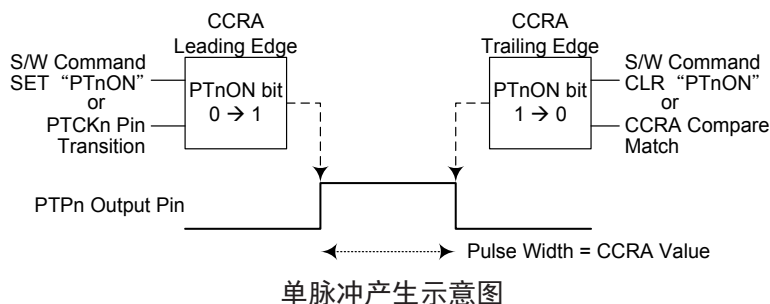 CCRA
Leading Edge
S/W Command
SET “PTnON”
or
PTCKn Pin
Transition
PTnON bit
0 → 1
CCRA
Trailing Edge
PTnON bit
1 → 0
S/W Command
CLR “PTnON”
or
CCRA Compare
Match
PTPn Output Pin
Pulse Width = CCRA Value
单脉冲产生示意图